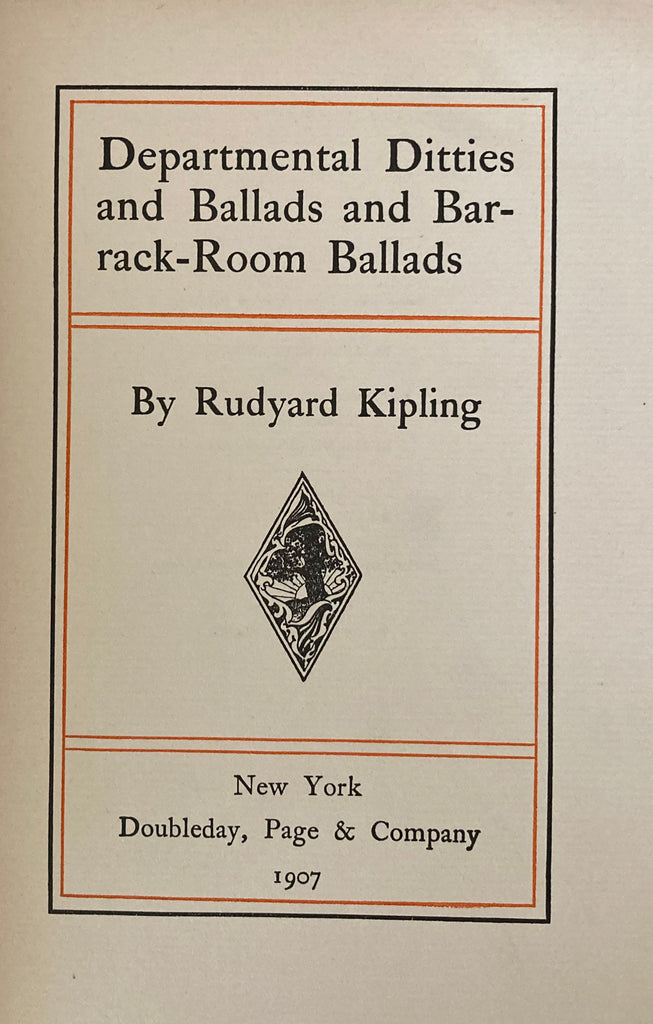 Departmental Ditties
and Ballads and Bar-
rack-Room Ballads
By Rudyard Kipling
New York
Doubleday, Page & Company
1907